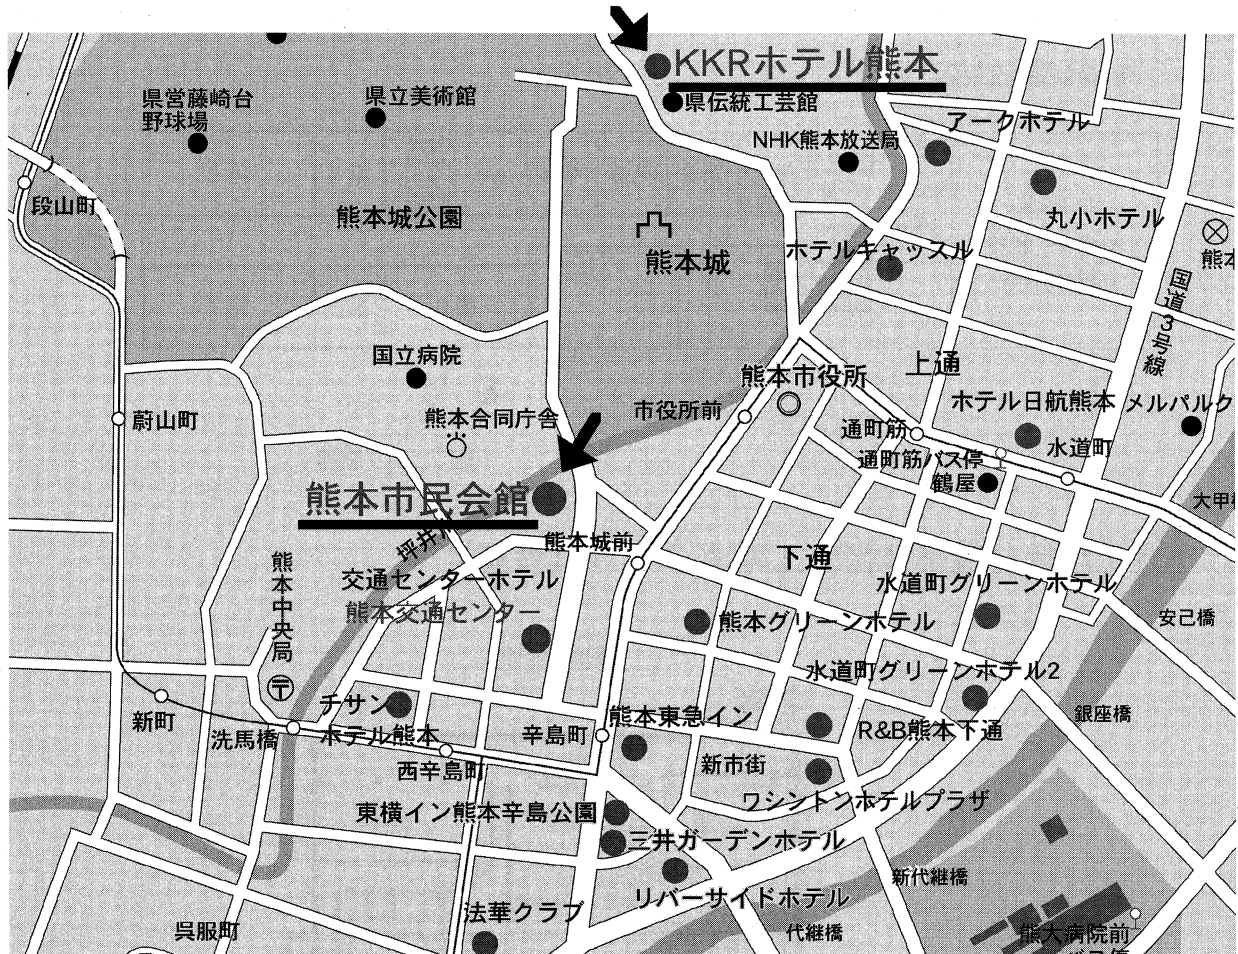 KKRホテル熊本
県営藤崎台
野球場
県立美術館
県伝統工芸館
NHK熊本放送局
アークホテル
段山町
熊本城公園
丸小ホテル
熊本城
ホテルキャッスル
国道3号線
国立病院
熊本市役所
上通
ホテル日航熊本
メルパルク
蔚山町
熊本合同庁舎
市役所前
通町筋
水道町
通町筋バス停
鶴屋
熊本市民会館
坪井川
熊本城前
下通
熊本中央局
交通センターホテル
熊本交通センター
水道町グリーンホテル
熊本グリーンホテル
安己橋
水道町グリーンホテル2
チサン
ホテル熊本
新町
洗馬橋
西辛島町
辛島町
熊本東急イン
新市街
R&B熊本下通
銀座橋
東横イン熊本辛島公園
ワシントンホテルプラザ
三井ガーデンホテル
リバーサイドホテル
新代継橋
法華クラブ
呉服町
代継橋
熊大病院前